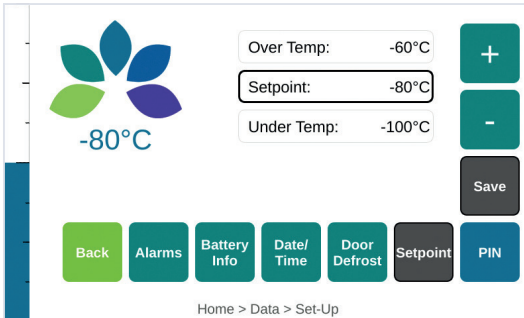 Over Temp: -60°C
+
Setpoint: -80°C
-80°C
Under Temp: -100°C
-
Save
Back
Alarms
Battery
Info
Date/
Time
Door
Defrost
Setpoint
PIN
Home > Data > Set-Up